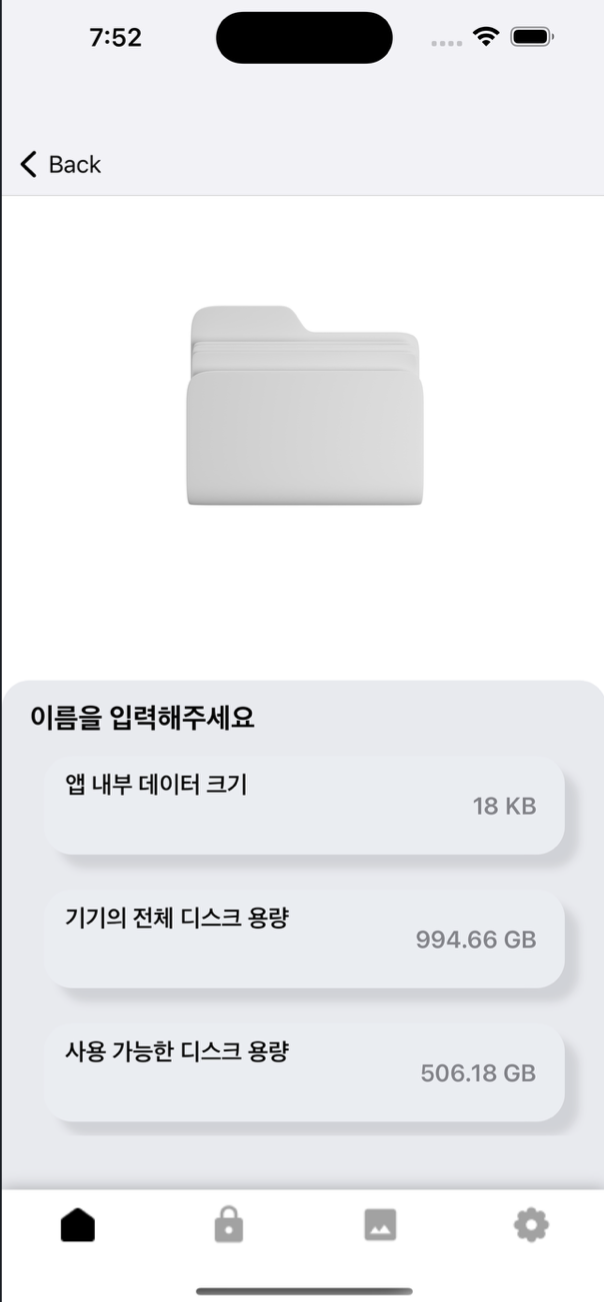 7:52
Back
이름을 입력해주세요
앱 내부 데이터 크기
18 KB
기기의 전체 디스크 용량
994.66 GB
사용 가능한 디스크 용량
506.18 GB